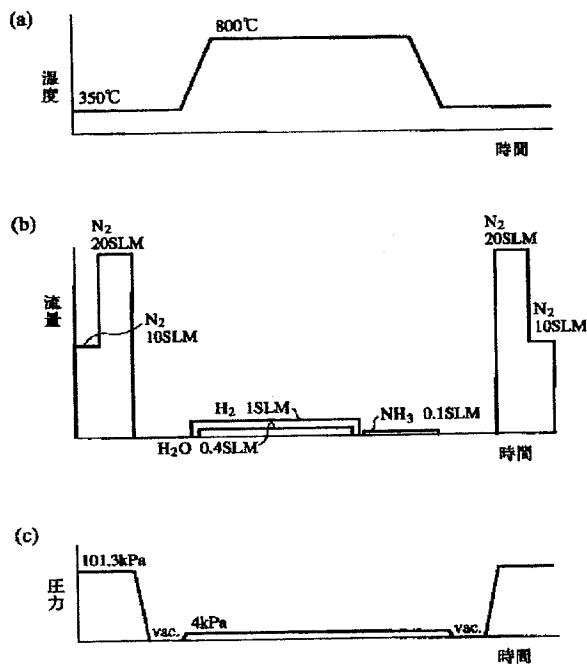 (a)
800℃
温度
350℃
時間
(b)
N₂
20SLM
N₂
20SLM
流量
N₂
10SLM
N₂
10SLM
H₂ 1SLM
NH₃ 0.1SLM
H₂O 0.4SLM
時間
(c)
101.3kPa
圧力
vac.
4kPa
vac.
時間